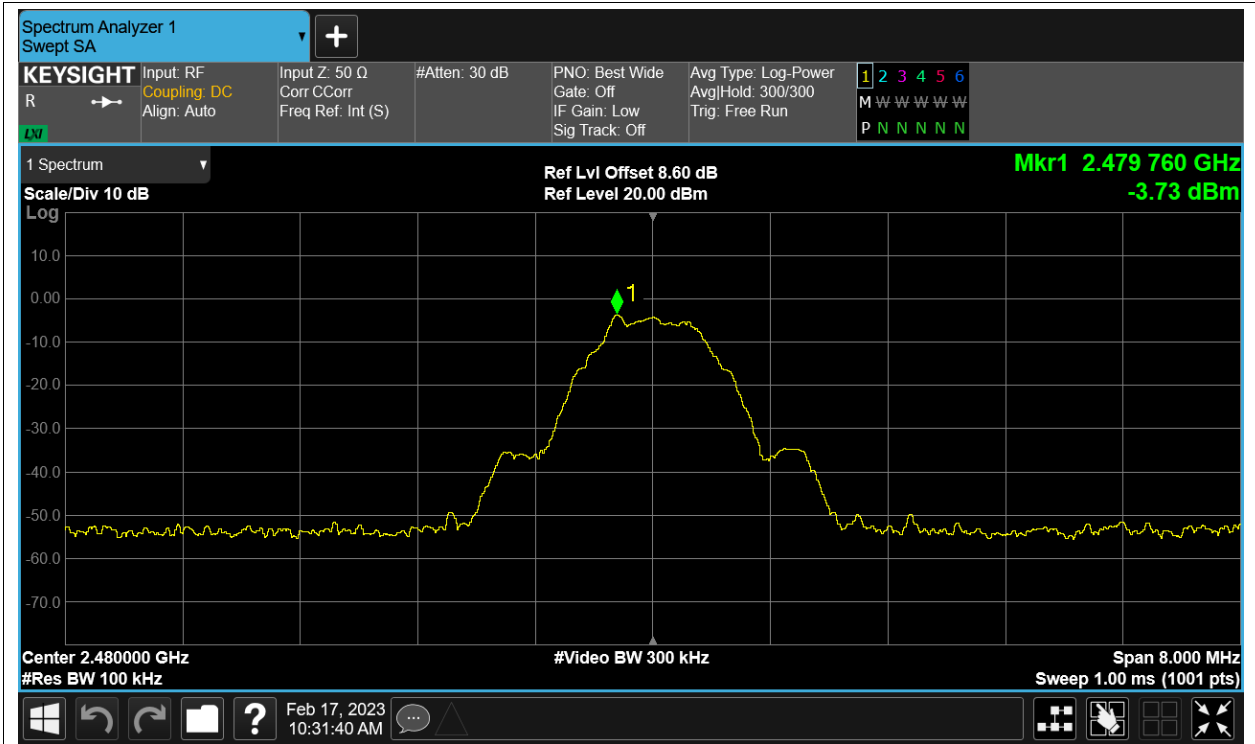 Spectrum Analyzer 1
Swept SA
KEYSIGHT
R
LXI
Input: RF
Coupling: DC
Align: Auto
Input Z: 50 Ω
Corr CCorr
Freq Ref: Int (S)
#Atten: 30 dB
PNO: Best Wide
Gate: Off
IF Gain: Low
Sig Track: Off
Avg Type: Log-Power
Avg|Hold: 300/300
Trig: Free Run
1 2 3 4 5 6
M W W W W W
P N N N N N
1 Spectrum
Scale/Div 10 dB
Log
Ref Lvl Offset 8.60 dB
Ref Level 20.00 dBm
Mkr1 2.479 760 GHz
-3.73 dBm
10.0
0.00
-10.0
-20.0
-30.0
-40.0
-50.0
-60.0
-70.0
1
Center 2.480000 GHz
#Res BW 100 kHz
#Video BW 300 kHz
Span 8.000 MHz
Sweep 1.00 ms (1001 pts)
?
Feb 17, 2023
10:31:40 AM